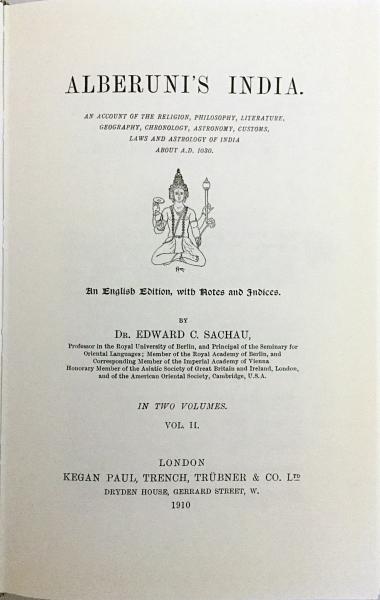 ALBERUNI'S INDIA.
AN ACCOUNT OF THE RELIGION, PHILOSOPHY, LITERATURE,
GEOGRAPHY, CHRONOLOGY, ASTRONOMY, CUSTOMS,
LAWS AND ASTROLOGY OF INDIA
ABOUT A.D. 1030.
An English Edition, with Notes and Indices.
BY
DR. EDWARD C. SACHAU,
Professor in the Royal University of Berlin, and Principal of the Seminary for
Oriental Languages; Member of the Royal Academy of Berlin, and
Corresponding Member of the Imperial Academy of Vienna
Honorary Member of the Asiatic Society of Great Britain and Ireland, London,
and of the American Oriental Society, Cambridge, U.S.A.
IN TWO VOLUMES.
VOL. II.
LONDON
KEGAN PAUL, TRENCH, TRÜBNER & CO. LTD
DRYDEN HOUSE, GERRARD STREET, W.
1910